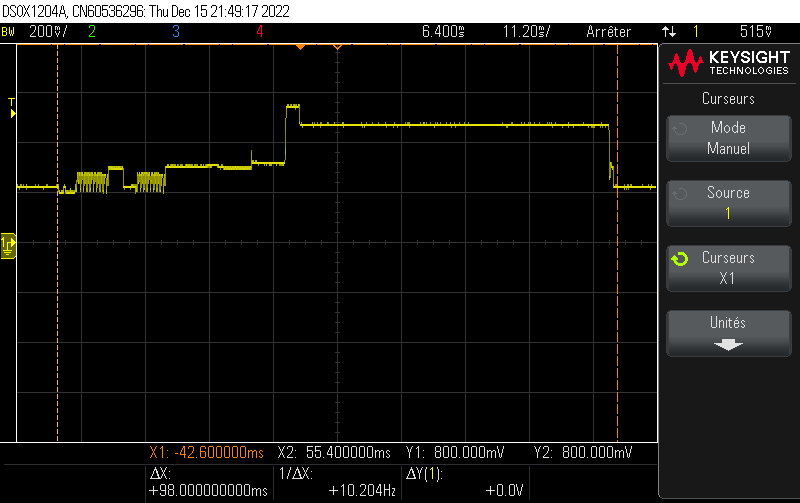 DSOX1204A, CN60536296: Thu Dec 15 21:49:17 2022
BW 200mV/ 2 3 4 6.400ms 11.20ms/ Arrêter 1 515mV
KEYSIGHT
TECHNOLOGIES
Curseurs
Mode
Manuel
Source
1
Curseurs
X1
Unités
T
1
X1: -42.600000ms X2: 55.400000ms Y1: 800.000mV Y2: 800.000mV
ΔX: 1/ΔX: ΔY(1):
+98.000000000ms +10.204Hz +0.0V